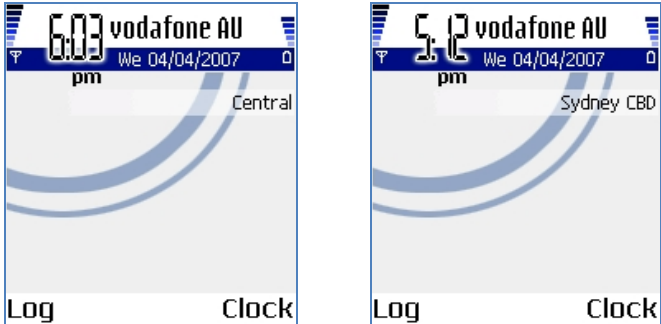 6:03 vodafone AU
We 04/04/2007
pm
Central
Log Clock
5:12 vodafone AU
We 04/04/2007
pm
Sydney CBD
Log Clock